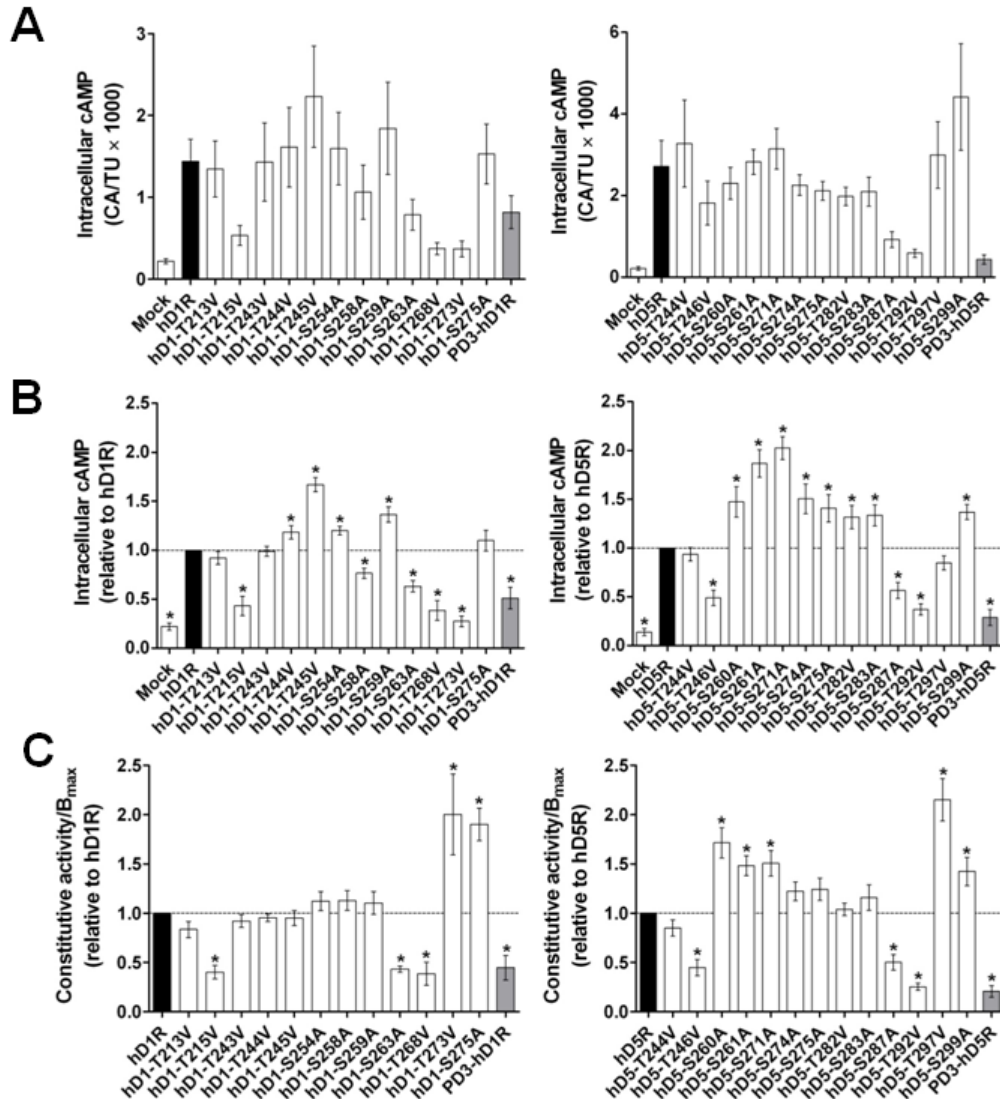 A
Intracellular cAMP
(CA/TU × 1000)
3
2
1
0
Mock
hD1R
hD1-T213V
hD1-T215V
hD1-T243V
hD1-T244V
hD1-T245V
hD1-S254A
hD1-S258A
hD1-S259A
hD1-S263A
hD1-T268V
hD1-T273V
hD1-S275A
PD3-hD1R
Intracellular cAMP
(CA/TU × 1000)
6
4
2
0
Mock
hD5R
hD5-T244V
hD5-T246V
hD5-S260A
hD5-S261A
hD5-S271A
hD5-S274A
hD5-S275A
hD5-T282V
hD5-S283A
hD5-S287A
hD5-T292V
hD5-T297V
hD5-S299A
PD3-hD5R
B
Intracellular cAMP
(relative to hD1R)
2.5
2.0
1.5
1.0
0.5
0.0
* * * * * * * * * * *
Mock
hD1R
hD1-T213V
hD1-T215V
hD1-T243V
hD1-T244V
hD1-T245V
hD1-S254A
hD1-S258A
hD1-S259A
hD1-S263A
hD1-T268V
hD1-T273V
hD1-S275A
PD3-hD1R
Intracellular cAMP
(relative to hD5R)
2.5
2.0
1.5
1.0
0.5
0.0
* * * * * * * * * * * * *
Mock
hD5R
hD5-T244V
hD5-T246V
hD5-S260A
hD5-S261A
hD5-S271A
hD5-S274A
hD5-S275A
hD5-T282V
hD5-S283A
hD5-S287A
hD5-T292V
hD5-T297V
hD5-S299A
PD3-hD5R
C
Constitutive activity/Bmax
(relative to hD1R)
2.5
2.0
1.5
1.0
0.5
0.0
* * * * * *
hD1R
hD1-T213V
hD1-T215V
hD1-T243V
hD1-T244V
hD1-T245V
hD1-S254A
hD1-S258A
hD1-S259A
hD1-S263A
hD1-T268V
hD1-T273V
hD1-S275A
PD3-hD1R
Constitutive activity/Bmax
(relative to hD5R)
2.5
2.0
1.5
1.0
0.5
0.0
* * * * * * * * *
hD5R
hD5-T244V
hD5-T246V
hD5-S260A
hD5-S261A
hD5-S271A
hD5-S274A
hD5-S275A
hD5-T282V
hD5-S283A
hD5-S287A
hD5-T292V
hD5-T297V
hD5-S299A
PD3-hD5R